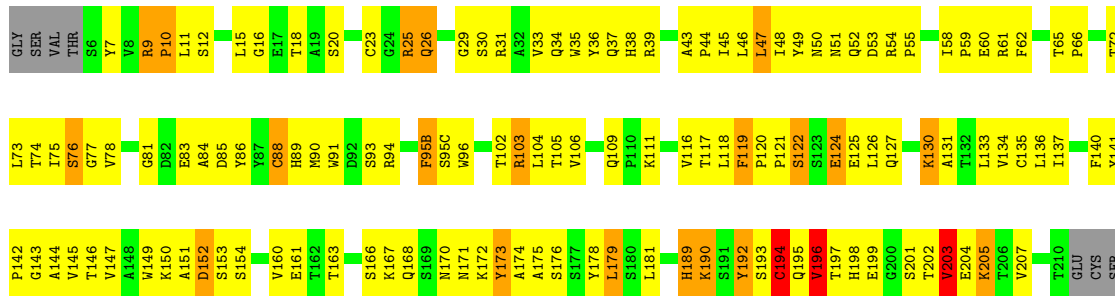 GLY SER VAL THR S6 Y7 V8 R9 P10 L11 S12 L15 G16 E17 T18 A19 S20 C23 G24 R25 Q26 G29 S30 R31 A32 V33 Q34 W35 Y36 Q37 H38 R39 A43 P44 I45 L46 L47 I48 Y49 N50 N51 Q52 D53 R54 P55 I58 P59 E60 R61 F62 T65 P66 T72
L73 T74 I75 S76 G77 V78 G81 D82 E83 A84 D85 Y86 Y87 C88 H89 M90 W91 D92 S93 R94 F95B S95C W96 T102 R103 L104 T105 V106 Q109 P110 K111 V116 T117 L118 F119 P120 P121 S122 S123 E124 E125 L126 Q127 K130 A131 T132 L133 V134 C135 L136 I137 F140 Y141
P142 G143 A144 V145 T146 V147 A148 W149 K150 A151 D152 S153 S154 V160 E161 T162 T163 S166 K167 Q168 S169 N170 N171 K172 Y173 A174 A175 S176 S177 Y178 L179 S180 L181 H189 K190 S191 Y192 S193 C194 Q195 V196 T197 H198 E199 G200 S201 T202 V203 E204 K205 T206 V207 T210 GLU CYS SER